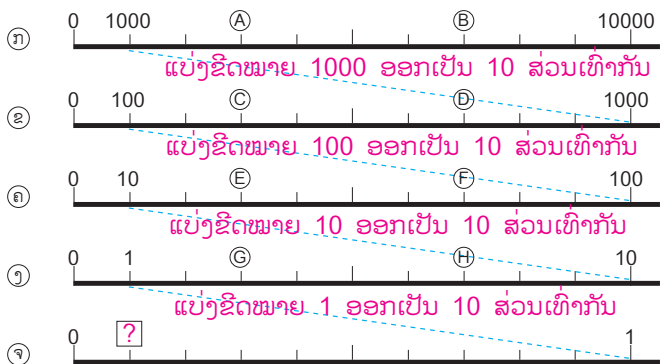 0 1000 Ⓐ Ⓑ 10000
ກ
ແບ່ງຂີດໝາຍ 1000 ອອກເປັນ 10 ສ່ວນເທົ່າກັນ
0 100 Ⓒ Ⓓ 1000
ຂ
ແບ່ງຂີດໝາຍ 100 ອອກເປັນ 10 ສ່ວນເທົ່າກັນ
0 10 Ⓔ Ⓕ 100
ຄ
ແບ່ງຂີດໝາຍ 10 ອອກເປັນ 10 ສ່ວນເທົ່າກັນ
0 1 Ⓖ Ⓗ 10
ງ
ແບ່ງຂີດໝາຍ 1 ອອກເປັນ 10 ສ່ວນເທົ່າກັນ
0 ? 1
ຈ